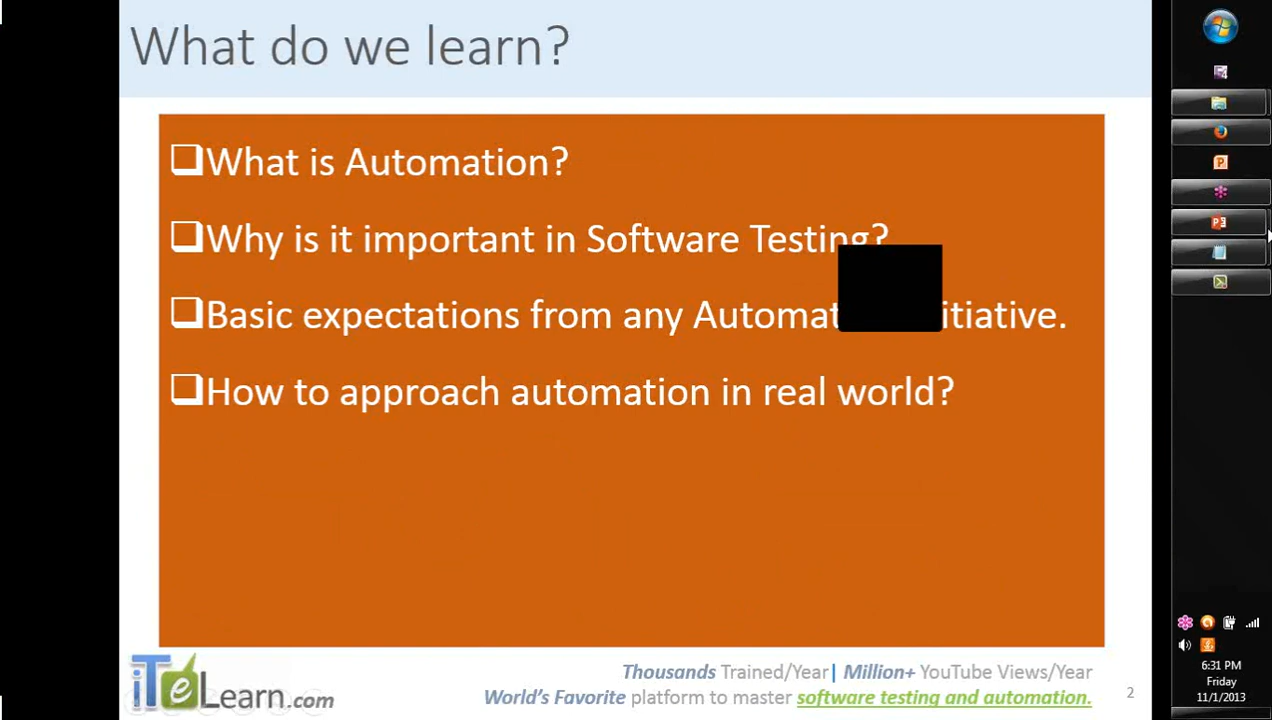 What do we learn?
What is Automation?
Why is it important in Software Testing?
Basic expectations from any
How to approach automation in real world?
iTeLearn.com
Thousands Trained/Year| Million+ YouTube Views/Year
World's Favorite platform to master software testing and automation.
2
6:31 PM
Friday
11/1/2013